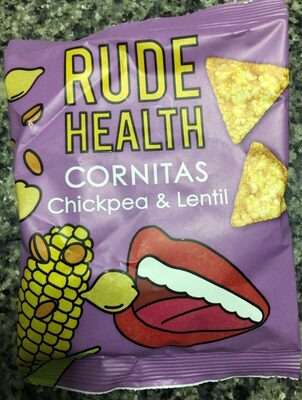 RUDE
HEALTH
CORNITAS
Chickpea & Lentil